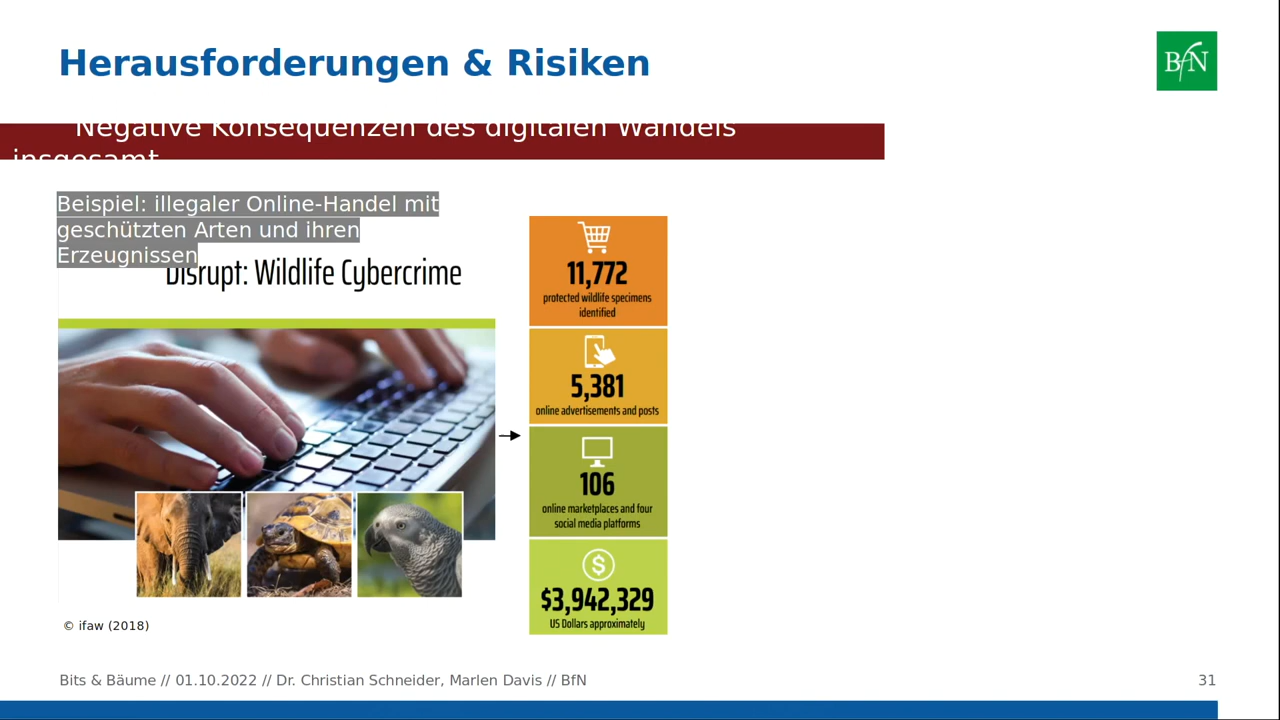 Herausforderungen & Risiken
BfN
Negative Konsequenzen des digitalen Wandels
insgesamt
Beispiel: illegaler Online-Handel mit
geschützten Arten und ihren
Erzeugnissen
Disrupt: Wildlife Cybercrime
11,772
protected wildlife specimens
identified
5,381
online advertisements and posts
106
online marketplaces and four
social media platforms
$
$3,942,329
US Dollars approximately
© ifaw (2018)
Bits & Bäume // 01.10.2022 // Dr. Christian Schneider, Marlen Davis // BfN
31